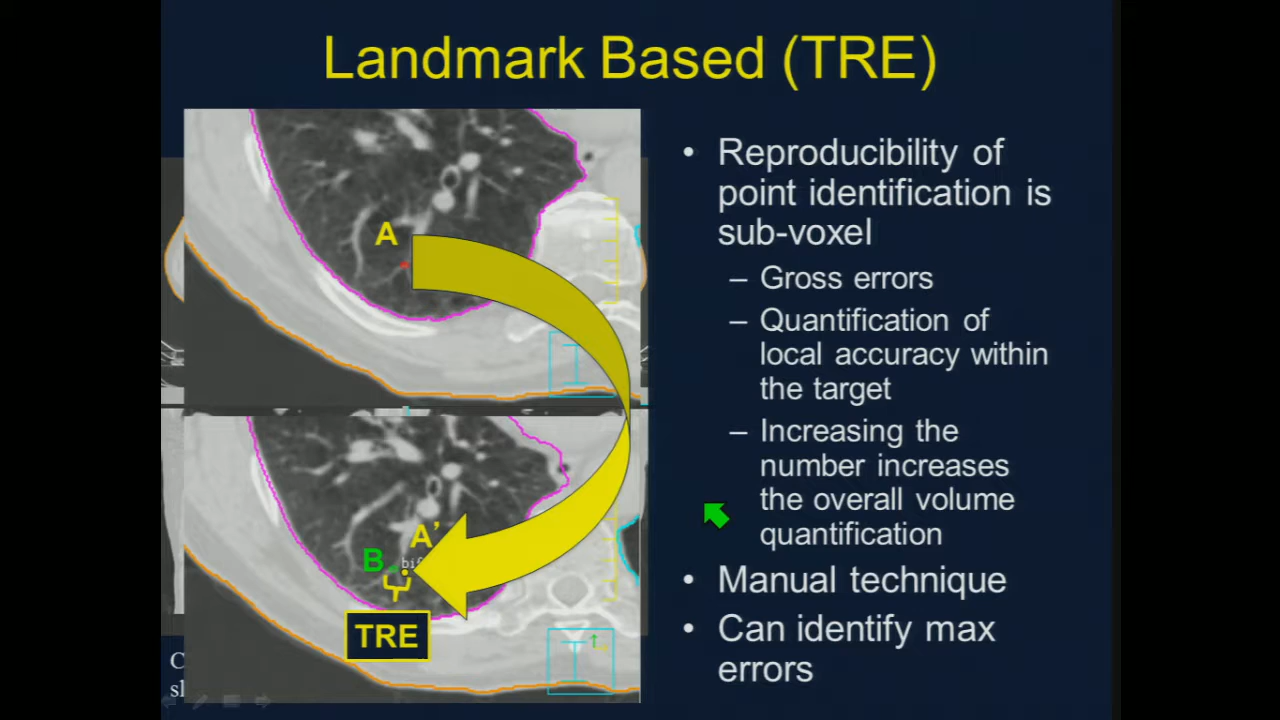 Landmark Based (TRE)
A
A’
B
bif
TRE
• Reproducibility of
point identification is
sub-voxel
– Gross errors
– Quantification of
local accuracy within
the target
– Increasing the
number increases
the overall volume
quantification
• Manual technique
• Can identify max
errors